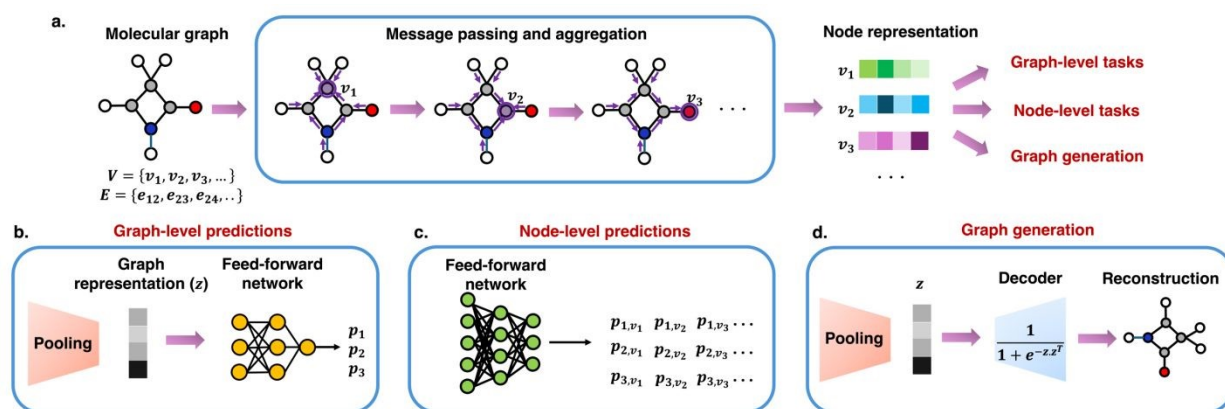 a.
Molecular graph
V = {v₁, v₂, v₃, …}
E = {e₁₂, e₂₃, e₂₄, ..}
Message passing and aggregation
v₁
v₂
v₃
. . .
Node representation
v₁
v₂
v₃
. . .
Graph-level tasks
Node-level tasks
Graph generation
b.
Graph-level predictions
Pooling
Graph
representation (z)
Feed-forward
network
p₁
p₂
p₃
c.
Node-level predictions
Feed-forward
network
p₁,ᵥ₁ p₁,ᵥ₂ p₁,ᵥ₃ ...
p₂,ᵥ₁ p₂,ᵥ₂ p₂,ᵥ₃ ...
p₃,ᵥ₁ p₃,ᵥ₂ p₃,ᵥ₃ ...
d.
Graph generation
Pooling
z
Decoder
1
1 + e^{-z.z^T}
Reconstruction